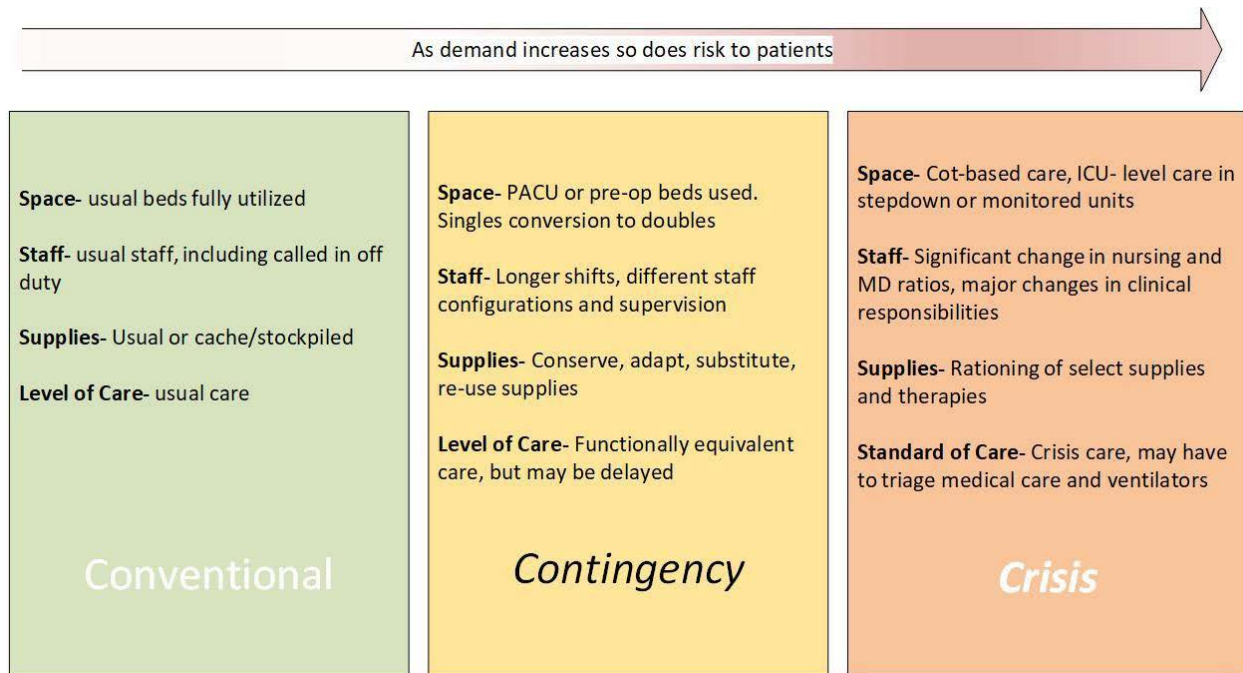 As demand increases so does risk to patients
Space- usual beds fully utilized
Staff- usual staff, including called in off
duty
Supplies- Usual or cache/stockpiled
Level of Care- usual care
Conventional
Space- PACU or pre-op beds used.
Singles conversion to doubles
Staff- Longer shifts, different staff
configurations and supervision
Supplies- Conserve, adapt, substitute,
re-use supplies
Level of Care- Functionally equivalent
care, but may be delayed
Contingency
Space- Cot-based care, ICU- level care in
stepdown or monitored units
Staff- Significant change in nursing and
MD ratios, major changes in clinical
responsibilities
Supplies- Rationing of select supplies
and therapies
Standard of Care- Crisis care, may have
to triage medical care and ventilators
Crisis